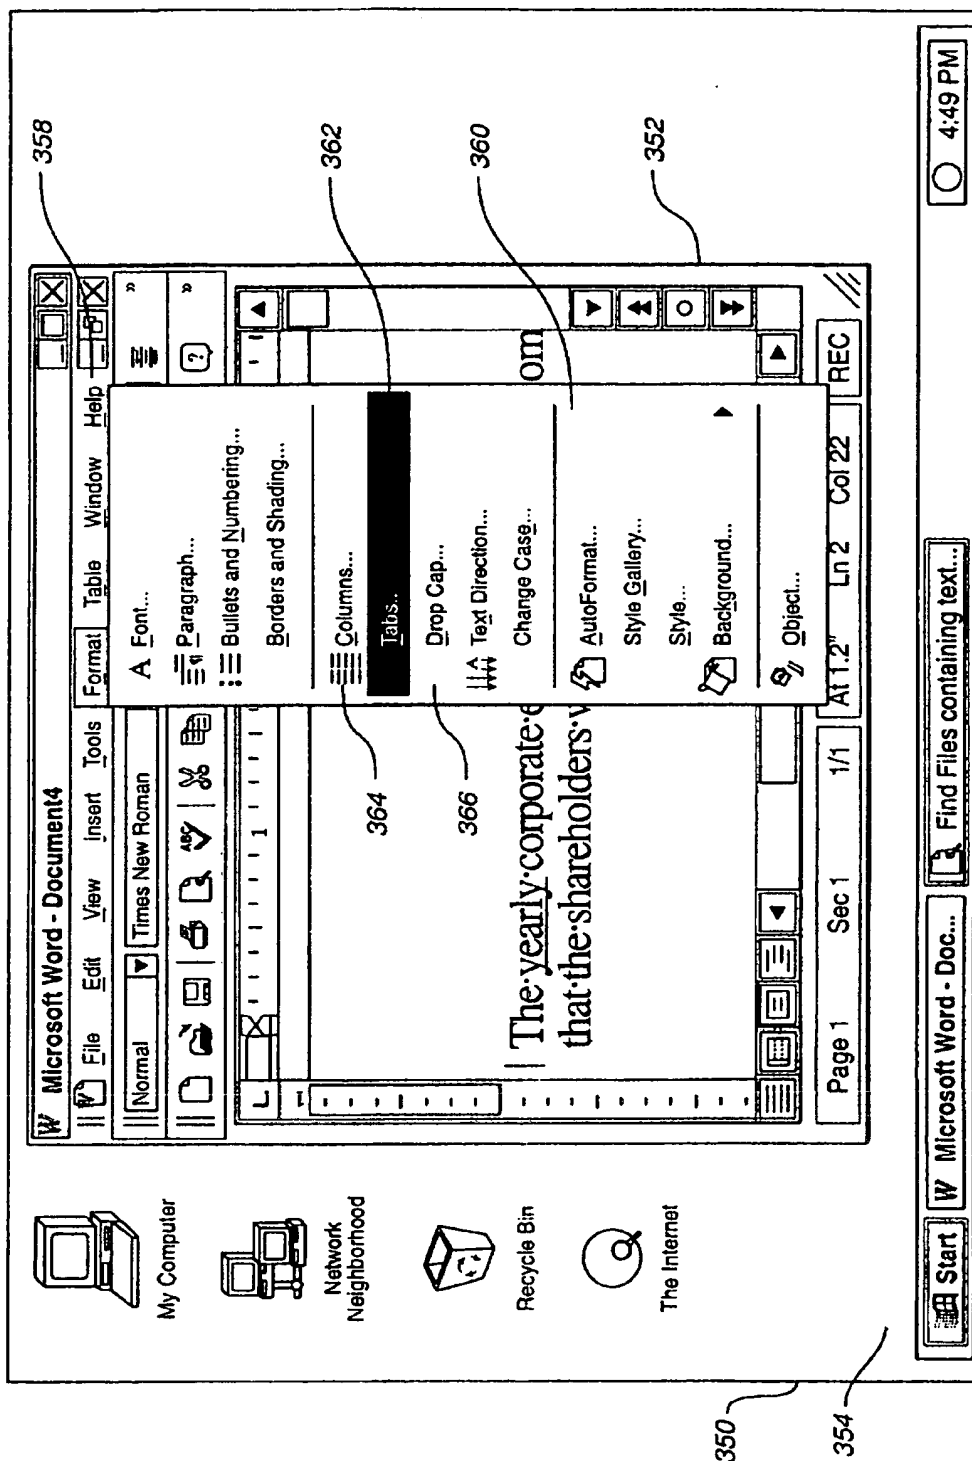 W Microsoft Word - Document4
File Edit View Insert Tools Format Table Window Help
Normal Times New Roman
ABC
?
L
1
A Font...
Paragraph...
Bullets and Numbering...
Borders and Shading...
Columns...
Tabs..
Drop Cap...
Text Direction...
Change Case...
AutoFormat...
Style Gallery...
Style...
Background...
Object...
The·yearly·corporate·e
om
that·the·shareholders·v
Page 1 Sec 1 1/1 At 1.2" Ln 2 Col 22 REC
My Computer
Network
Neighborhood
Recycle Bin
The Internet
Start W Microsoft Word - Doc... Find Files containing text... 4:49 PM
358
362
360
352
364
366
350
354